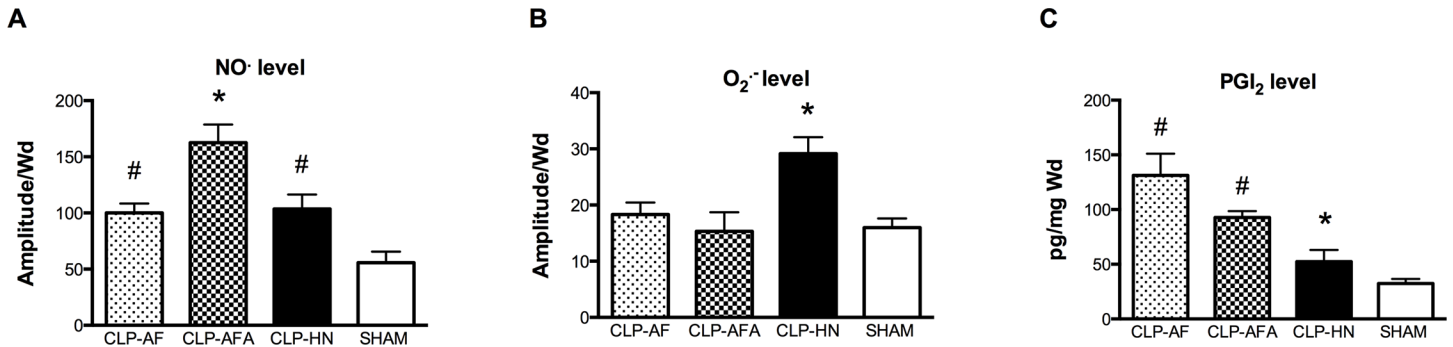 A
NO· level
Amplitude/Wd
200
150
100
50
0
#
*
#
CLP-AF CLP-AFA CLP-HN SHAM
B
O₂·- level
Amplitude/Wd
40
30
20
10
0
*
CLP-AF CLP-AFA CLP-HN SHAM
C
PGI₂ level
pg/mg Wd
200
150
100
50
0
#
#
*
CLP-AF CLP-AFA CLP-HN SHAM